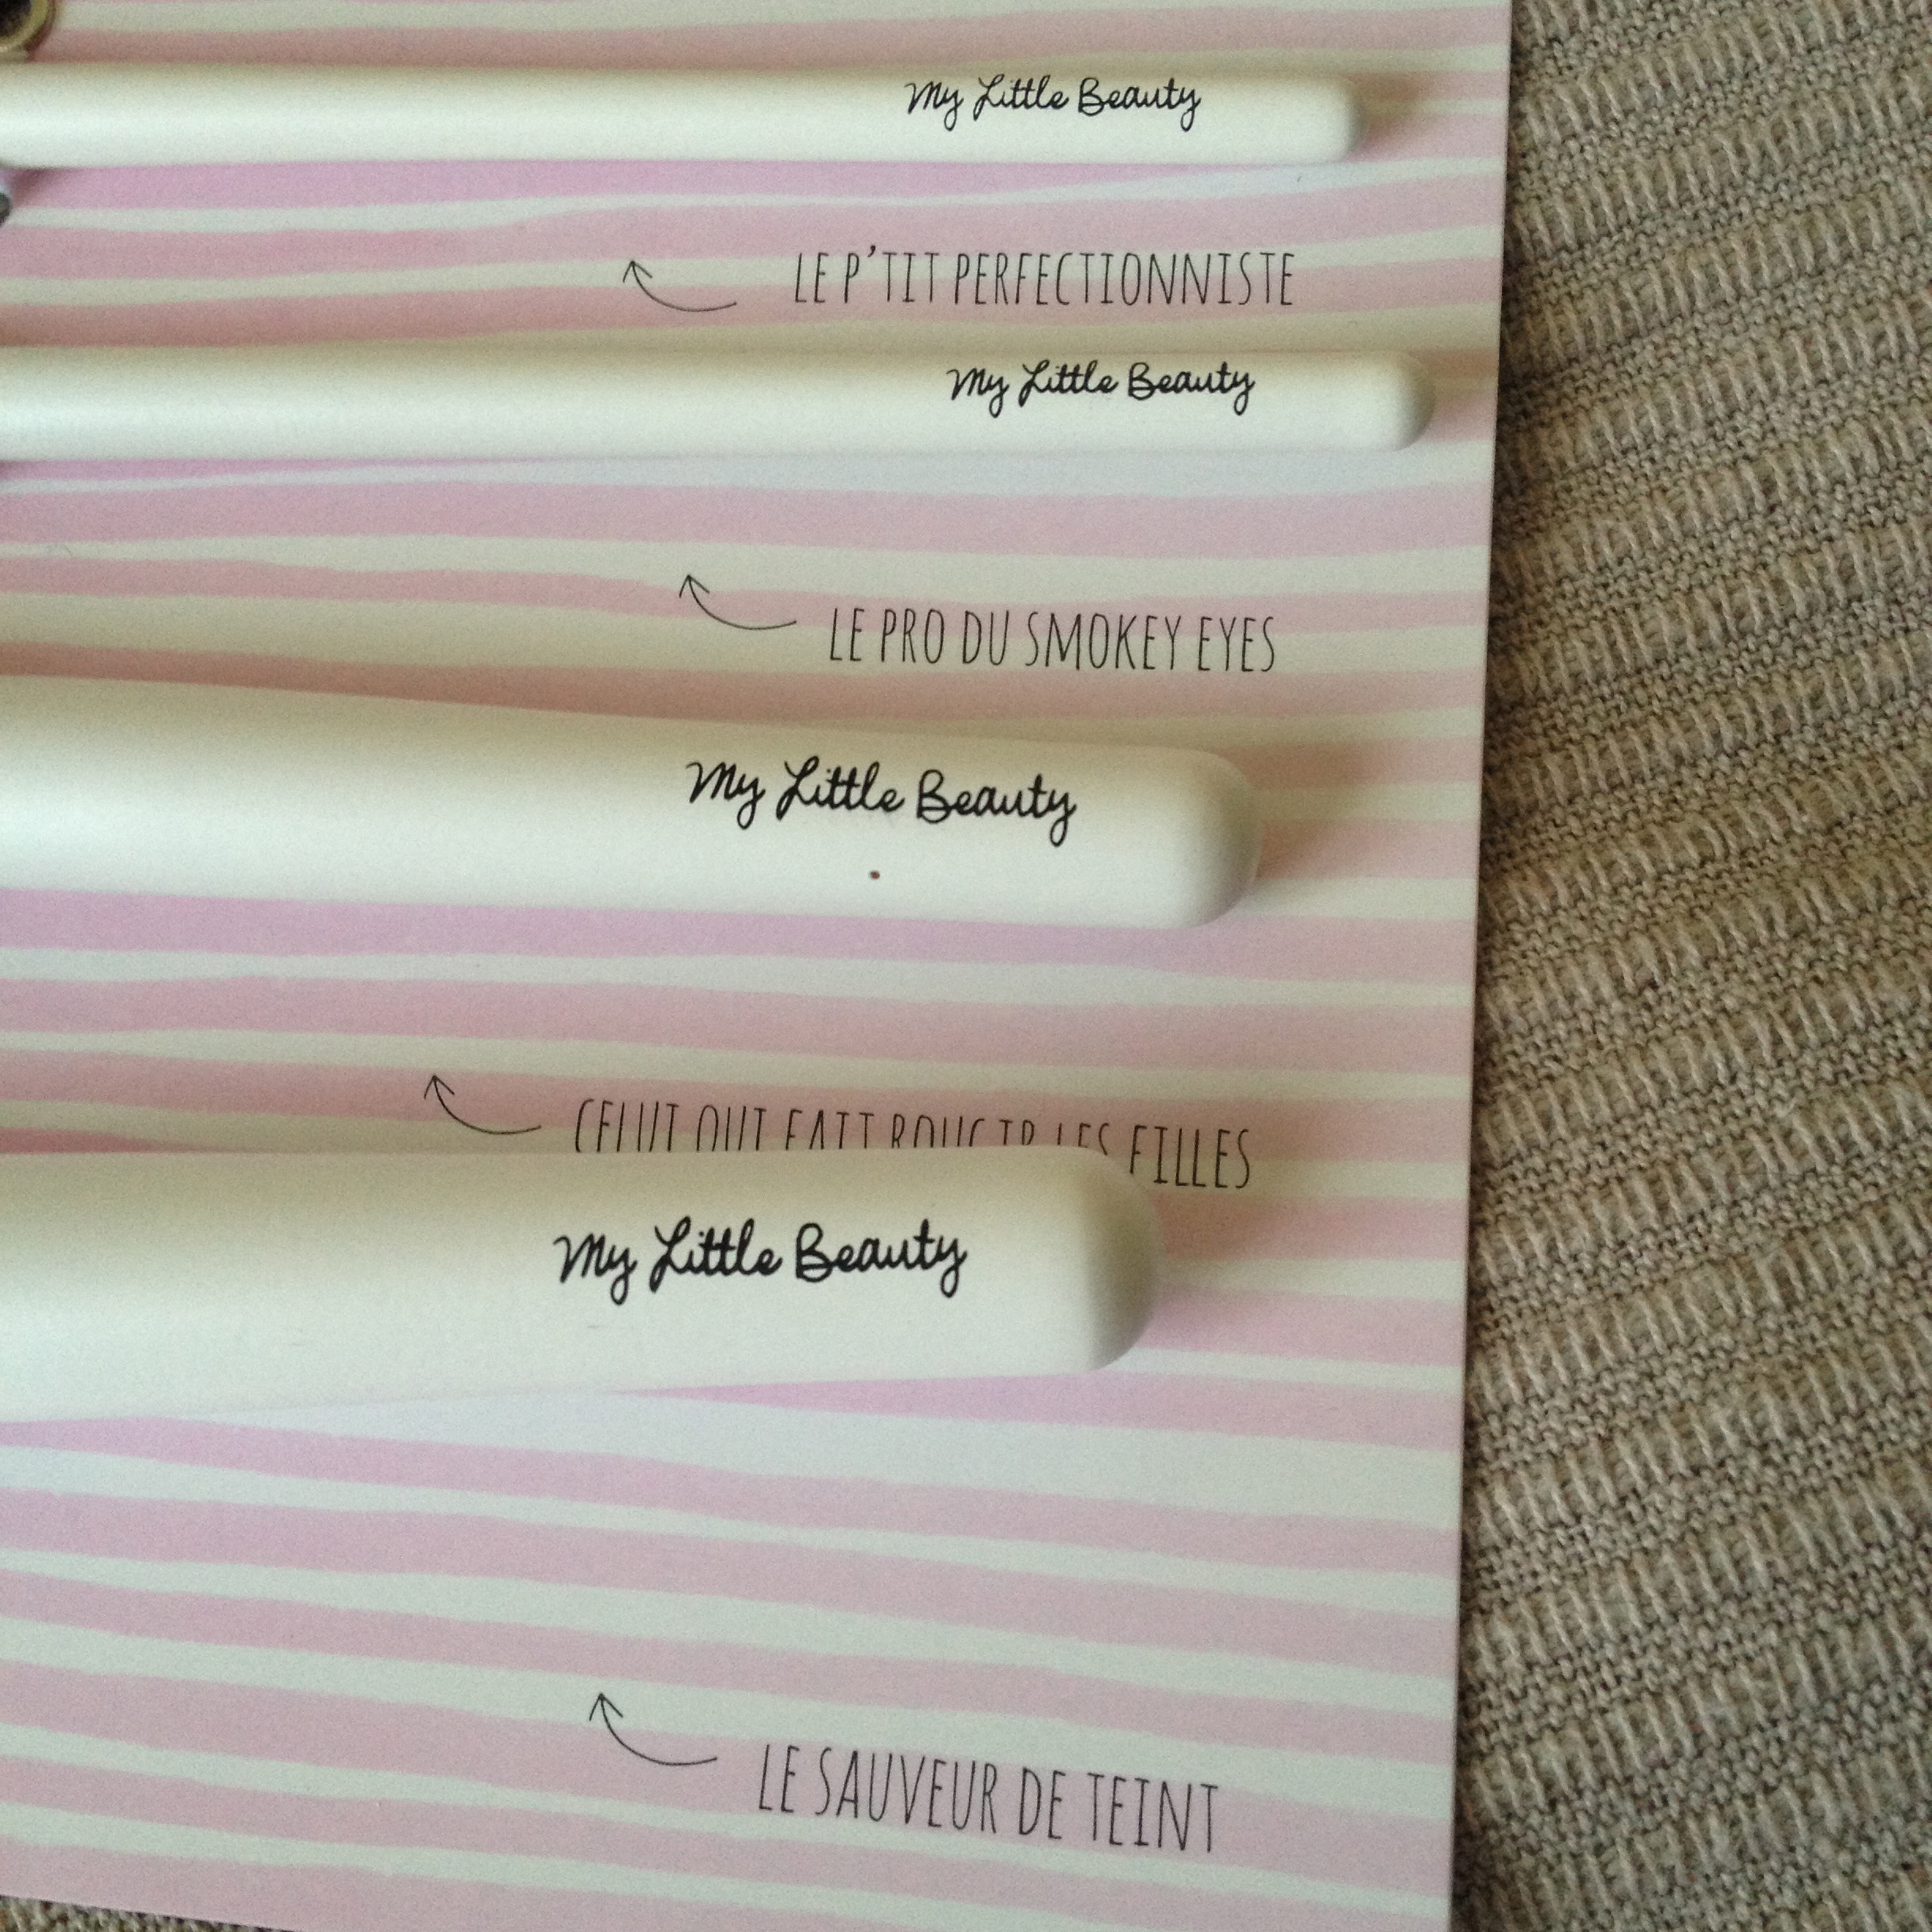 My Little Beauty
LE P'TIT PERFECTIONNISTE
My Little Beauty
LE PRO DU SMOKEY EYES
My Little Beauty
CELUI QUI FAIT ROUGIR LES FILLES
My Little Beauty
LE SAUVEUR DE TEINT